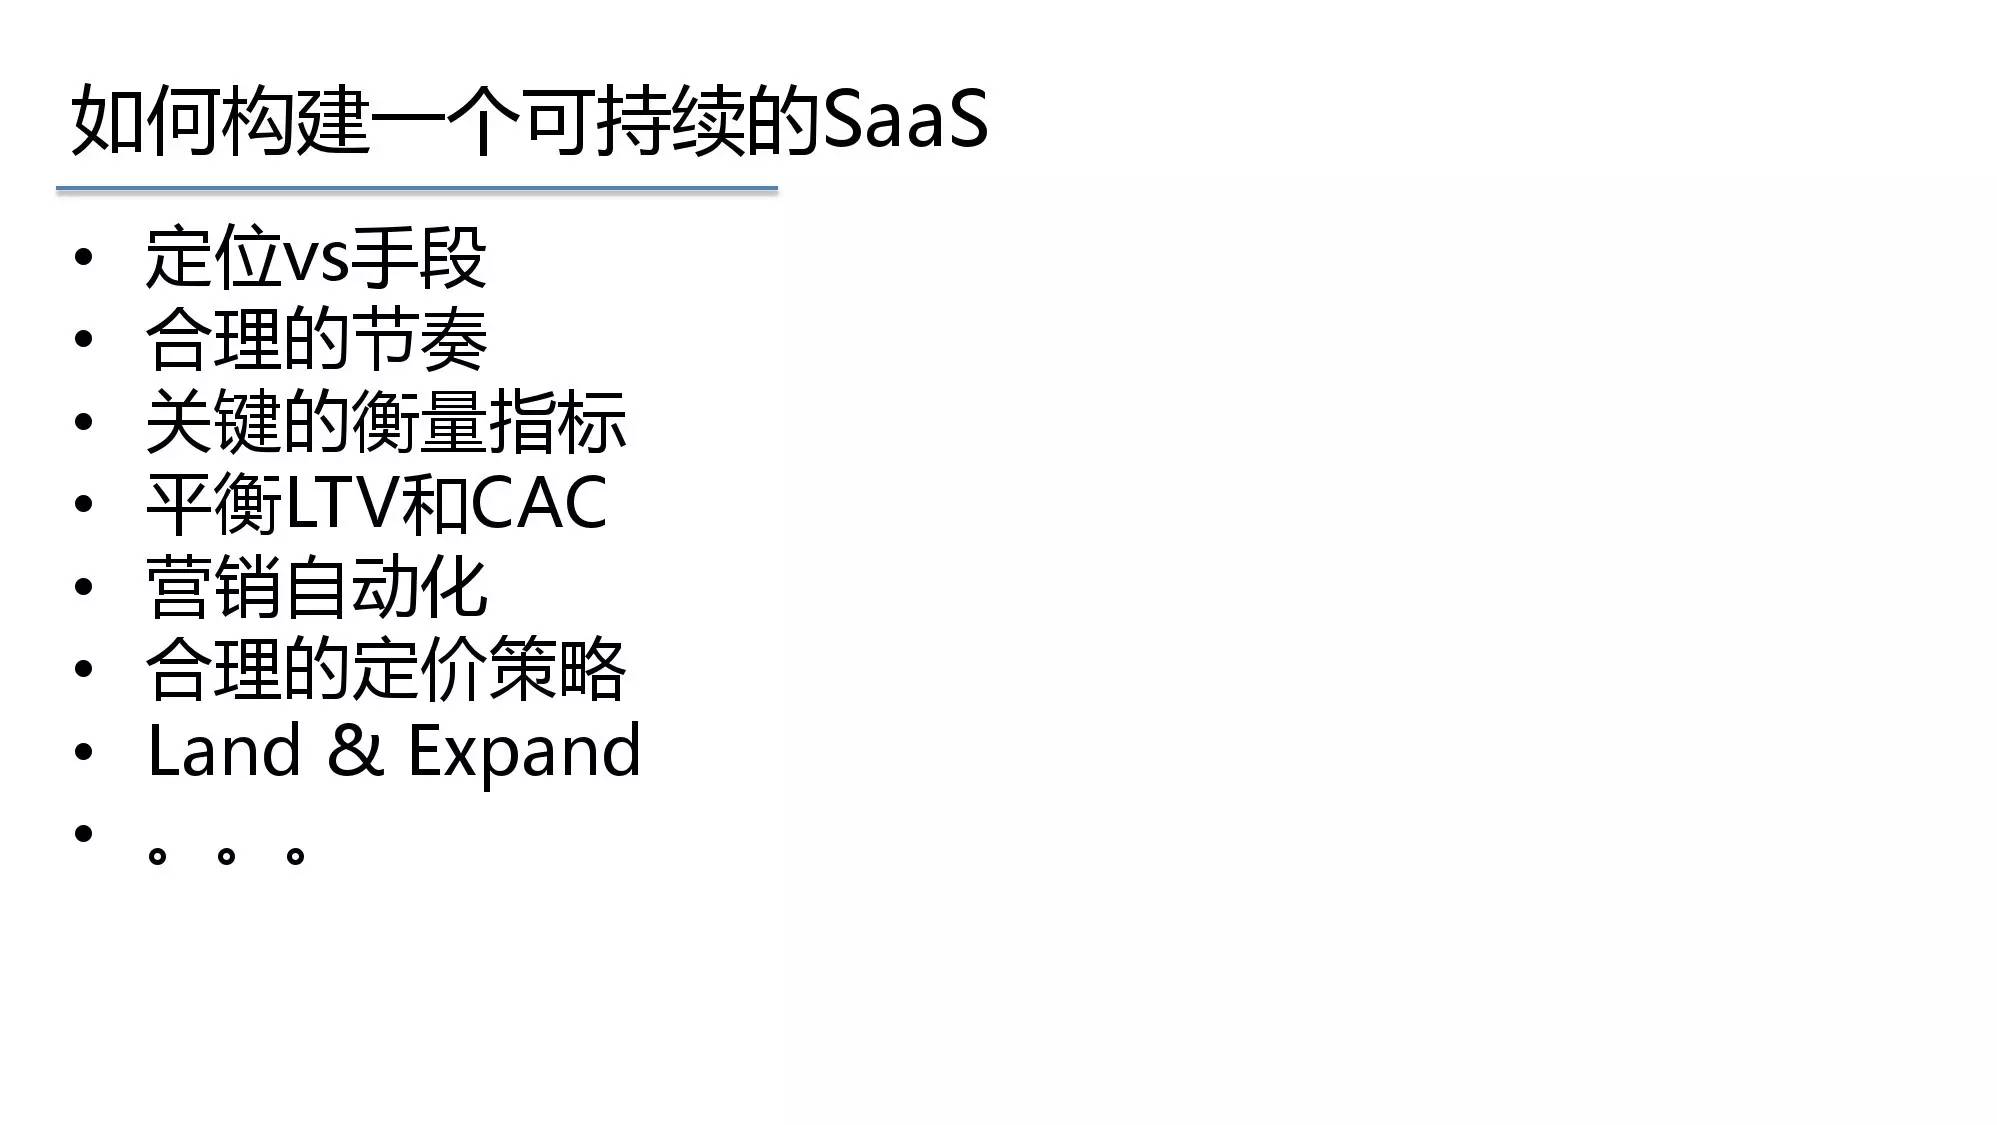 如何构建一个可持续的SaaS
• 定位vs手段
• 合理的节奏
• 关键的衡量指标
• 平衡LTV和CAC
• 营销自动化
• 合理的定价策略
• Land & Expand
• 。。。